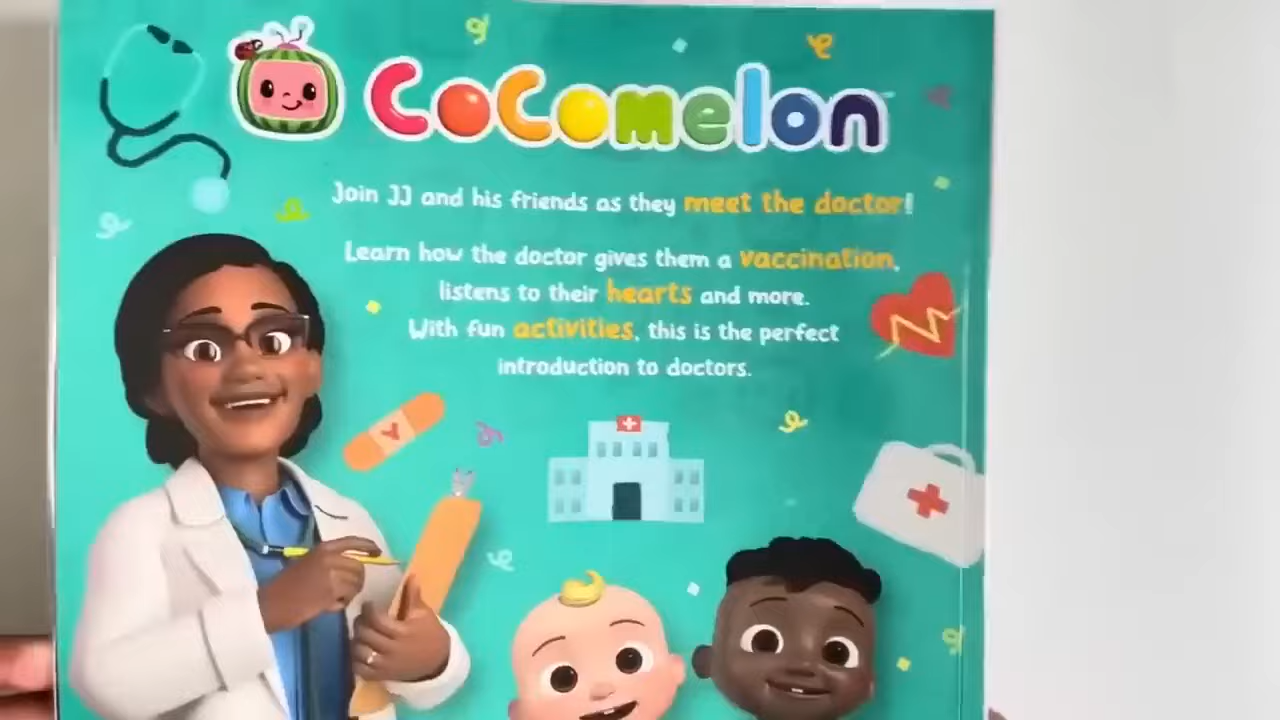 CoComelon
Join JJ and his friends as they meet the doctor!
Learn how the doctor gives them a vaccination,
listens to their hearts and more.
With fun activities, this is the perfect
introduction to doctors.